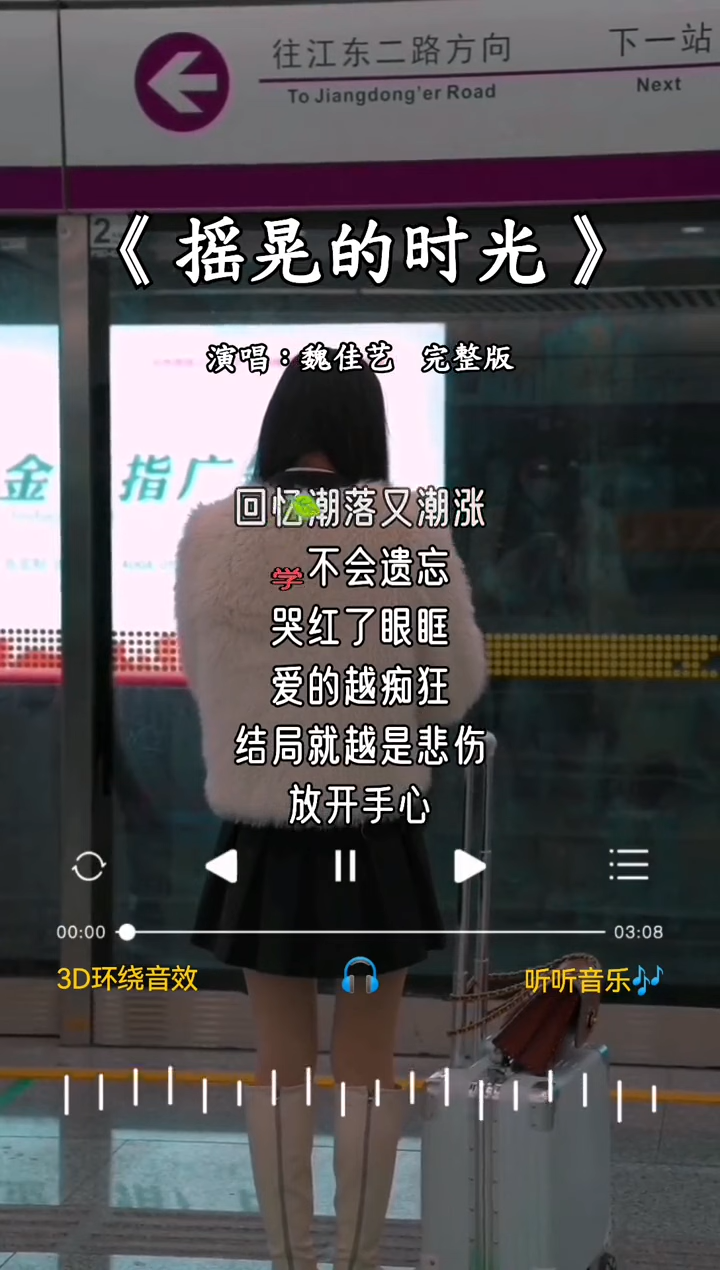 往江东二路方向 下一站
To Jiangdong'er Road Next
2
《摇晃的时光》
演唱：魏佳艺 完整版
金 指广
回忆潮落又潮涨
学不会遗忘
哭红了眼眶
爱的越痴狂
结局就越是悲伤
放开手心
00:00 03:08
3D环绕音效 听听音乐